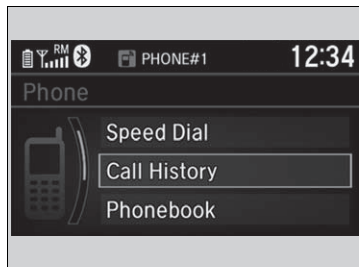 RM PHONE#1 12:34
Phone
Speed Dial
Call History
Phonebook